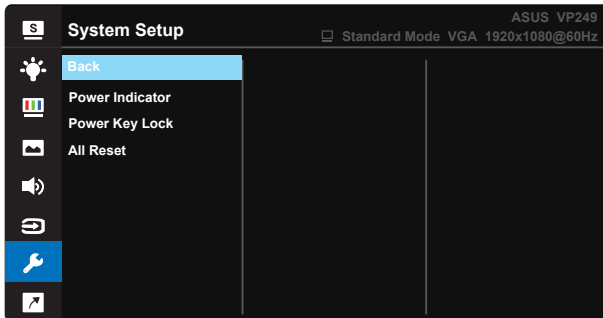 S
System Setup
ASUS VP249
Standard Mode VGA 1920x1080@60Hz
Back
Power Indicator
Power Key Lock
All Reset